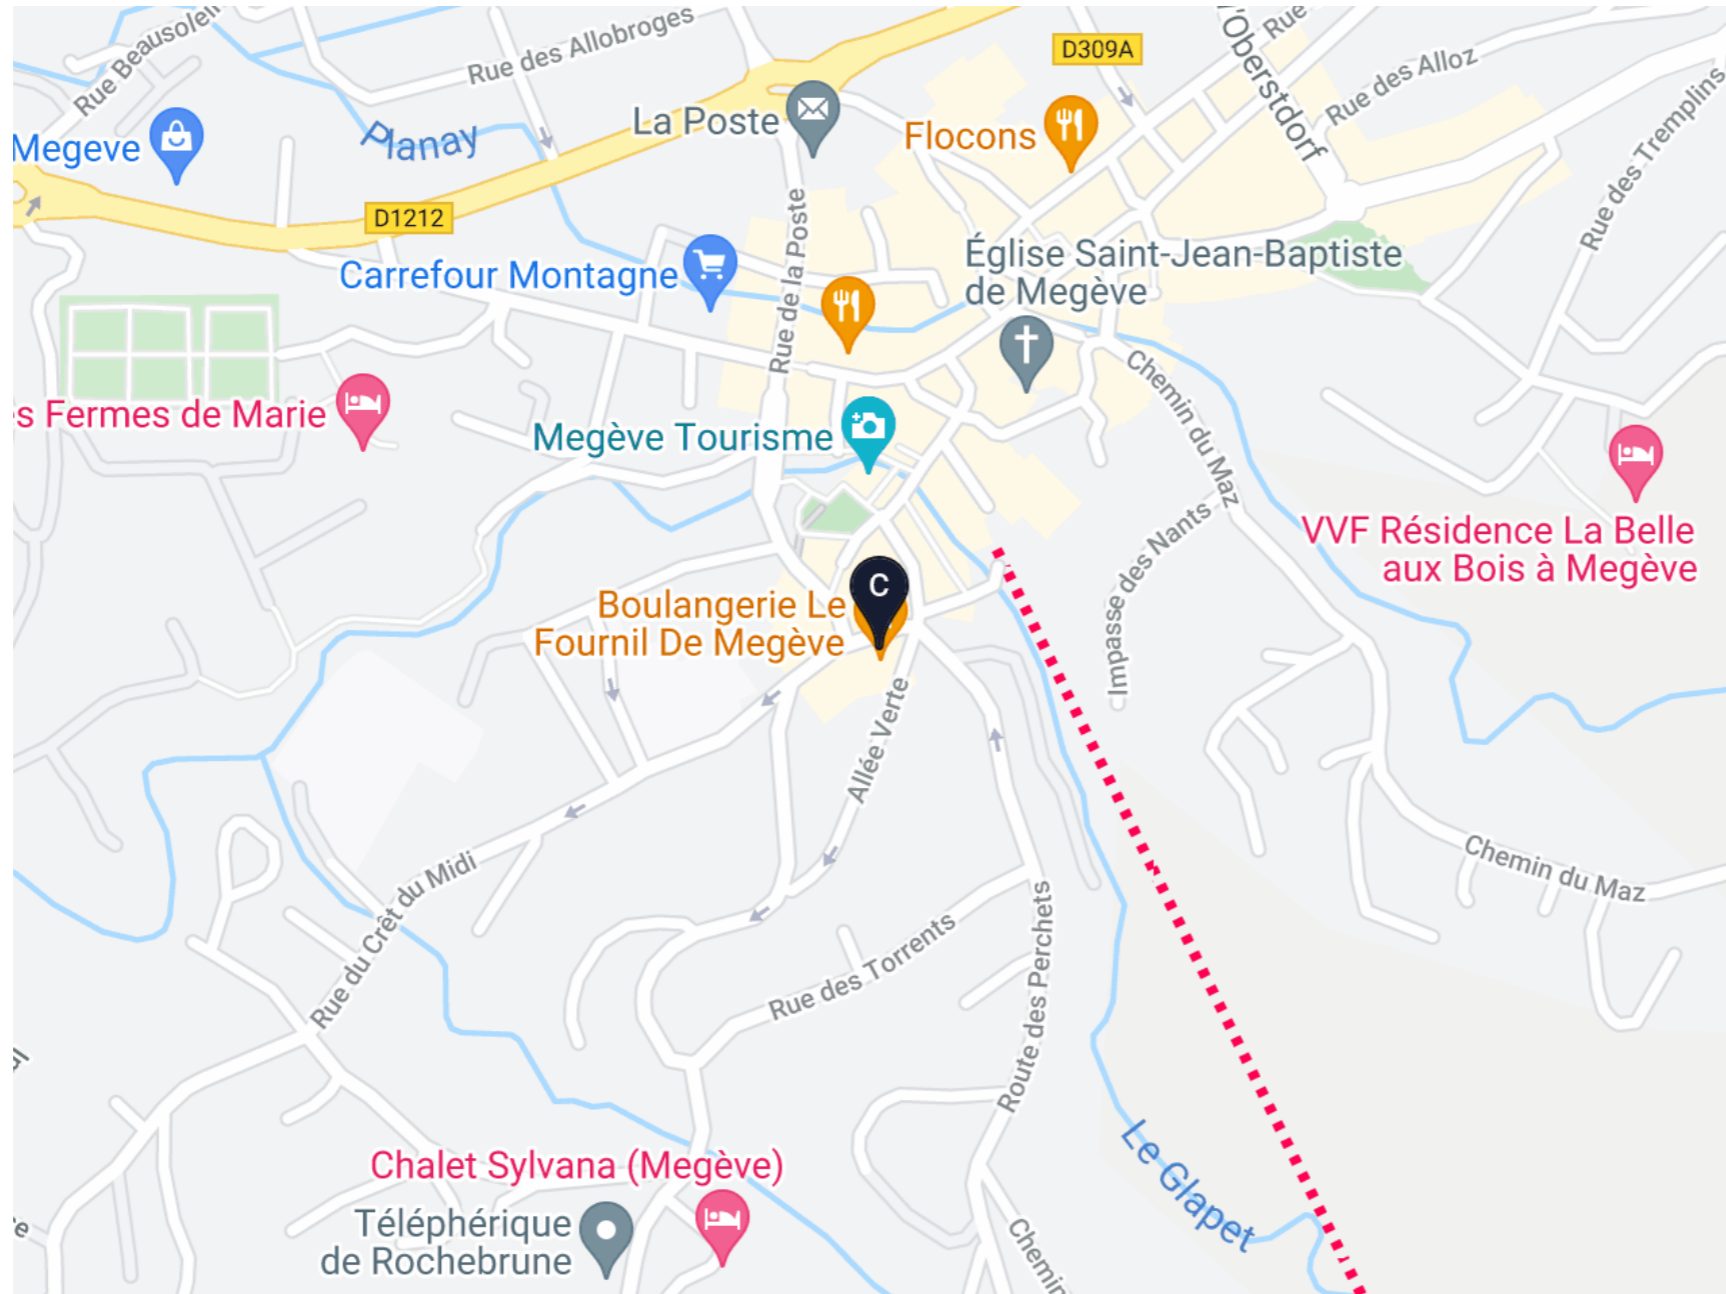 Rue Beausoleil
Rue des Allobroges
D309A
d'Oberstdorf
Rue
Rue des Alloz
Rue des Tremplins
Planay
La Poste
Flocons
Megeve
D1212
Rue de la Poste
Carrefour Montagne
Église Saint-Jean-Baptiste
de Megève
Chemin du Maz
s Fermes de Marie
Megève Tourisme
VVF Résidence La Belle
aux Bois à Megève
Impasse des Nants
C
Boulangerie Le
Fournil De Megève
Allée Verte
Chemin du Maz
Rue du Crêt du Midi
Rue des Torrents
Route des Perchets
Le Glapet
Chalet Sylvana (Megève)
Téléphérique
de Rochebrune
Chemin
e